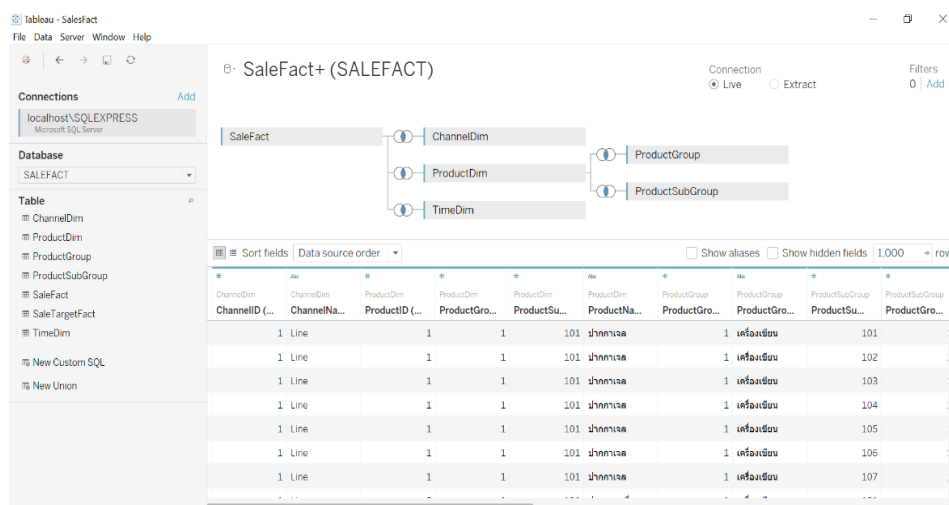 Tableau - SalesFact
File Data Server Window Help
Connections Add
localhost\SQLEXPRESS
Microsoft SQL Server
Database
SALEFACT
Table
ChannelDim
ProductDim
ProductGroup
ProductSubGroup
SaleFact
SaleTargetFact
TimeDim
New Custom SQL
New Union
SaleFact+ (SALEFACT)
Connection
Live Extract
Filters
0 Add
SaleFact
ChannelDim
ProductDim
TimeDim
ProductGroup
ProductSubGroup
Sort fields Data source order
Show aliases Show hidden fields 1,000 rov
# Abc # # # Abc # Abc # #
ChannelDim ChannelDim ProductDim ProductDim ProductDim ProductDim ProductGroup ProductGroup ProductSubGroup ProductSubGroup
ChannelID (... ChannelNa... ProductID (... ProductGro... ProductSu... ProductNa... ProductGro... ProductGro... ProductSu... ProductGro...
1 Line 1 1 101 ปากกาเจล 1 เครื่องเขียน 101
1 Line 1 1 101 ปากกาเจล 1 เครื่องเขียน 102
1 Line 1 1 101 ปากกาเจล 1 เครื่องเขียน 103
1 Line 1 1 101 ปากกาเจล 1 เครื่องเขียน 104
1 Line 1 1 101 ปากกาเจล 1 เครื่องเขียน 105
1 Line 1 1 101 ปากกาเจล 1 เครื่องเขียน 106
1 Line 1 1 101 ปากกาเจล 1 เครื่องเขียน 107